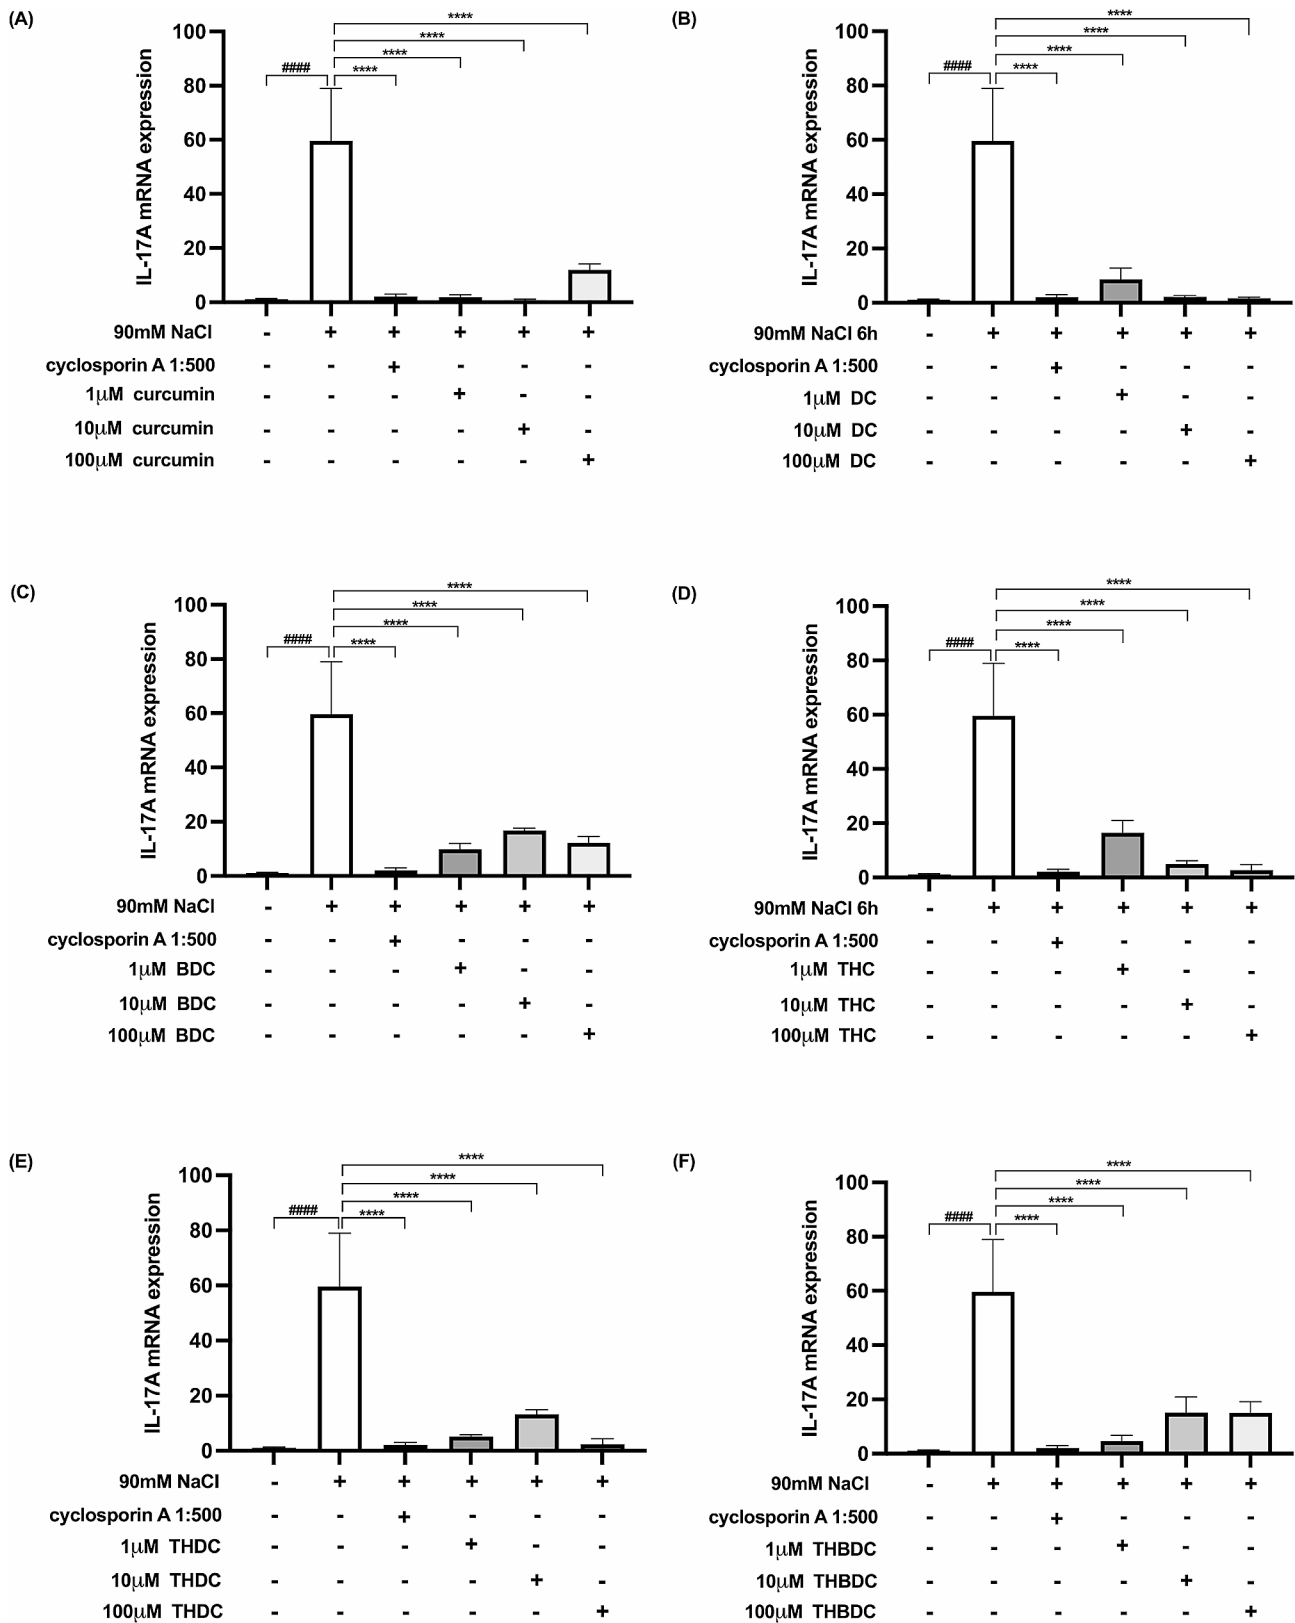 (A)
IL-17A mRNA expression
100
80
60
40
20
0
####
****
****
****
****
90mM NaCl - + + + + +
cyclosporin A 1:500 - - + - - -
1μM curcumin - - - + - -
10μM curcumin - - - - + -
100μM curcumin - - - - - +
(B)
IL-17A mRNA expression
100
80
60
40
20
0
####
****
****
****
****
90mM NaCl 6h - + + + + +
cyclosporin A 1:500 - - + - - -
1μM DC - - - + - -
10μM DC - - - - + -
100μM DC - - - - - +
(C)
IL-17A mRNA expression
100
80
60
40
20
0
####
****
****
****
****
90mM NaCl - + + + + +
cyclosporin A 1:500 - - + - - -
1μM BDC - - - + - -
10μM BDC - - - - + -
100μM BDC - - - - - +
(D)
IL-17A mRNA expression
100
80
60
40
20
0
####
****
****
****
****
90mM NaCl 6h - + + + + +
cyclosporin A 1:500 - - + - - -
1μM THC - - - + - -
10μM THC - - - - + -
100μM THC - - - - - +
(E)
IL-17A mRNA expression
100
80
60
40
20
0
####
****
****
****
****
90mM NaCl - + + + + +
cyclosporin A 1:500 - - + - - -
1μM THDC - - - + - -
10μM THDC - - - - + -
100μM THDC - - - - - +
(F)
IL-17A mRNA expression
100
80
60
40
20
0
####
****
****
****
****
90mM NaCl - + + + + +
cyclosporin A 1:500 - - + - - -
1μM THBDC - - - + - -
10μM THBDC - - - - + -
100μM THBDC - - - - - +